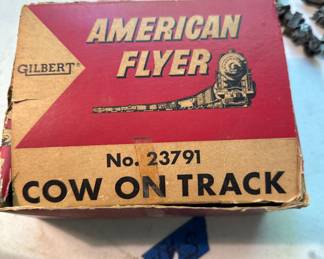 AMERICAN
FLYER
GILBERT®
No. 23791
COW ON TRACK